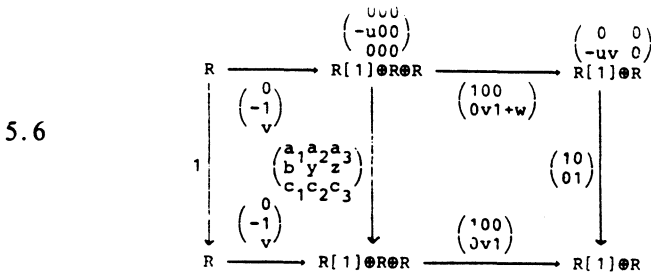 000
(-u00)
000
( 0 0
-uv 0)
R → R[1]⊕R⊕R → R[1]⊕R
( 0
-1
v)
(100
0v1+w)
5.6
1
(a₁a₂a₃
b y z
c₁c₂c₃)
(10
01)
( 0
-1
v)
(100
0v1)
R → R[1]⊕R⊕R → R[1]⊕R